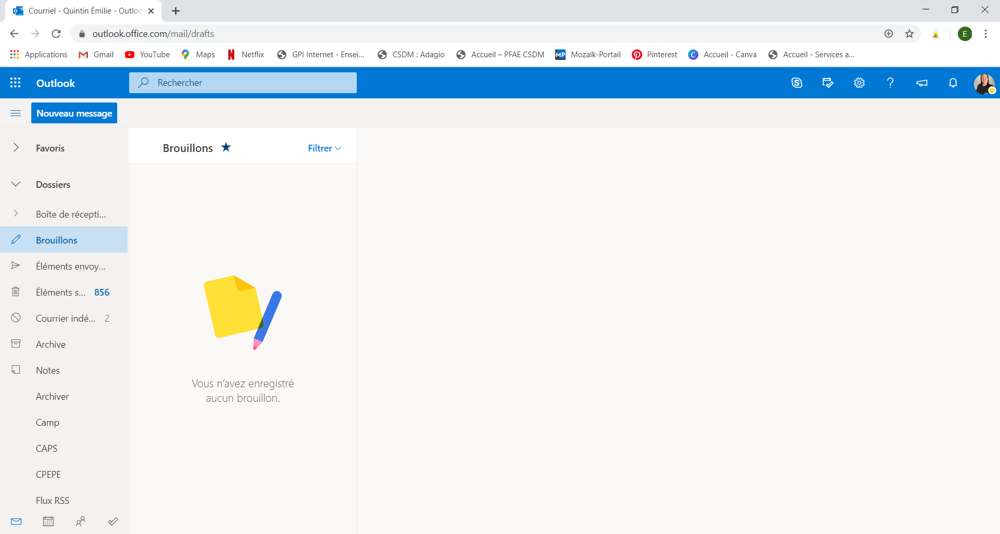 Courriel - Quintin Émilie - Outloo
outlook.office.com/mail/drafts
E
Applications Gmail YouTube Maps Netflix GPI Internet - Ensei... CSDM : Adagio Accueil – PFAE CSDM MP Mozaïk-Portail Pinterest C Accueil - Canva Accueil - Services a...
Outlook
Rechercher
Nouveau message
Favoris
Dossiers
Boîte de récepti...
Brouillons
Éléments envoy...
Éléments s... 856
Courrier indé... 2
Archive
Notes
Archiver
Camp
CAPS
CPEPE
Flux RSS
Brouillons
Filtrer
Vous n’avez enregistré
aucun brouillon.